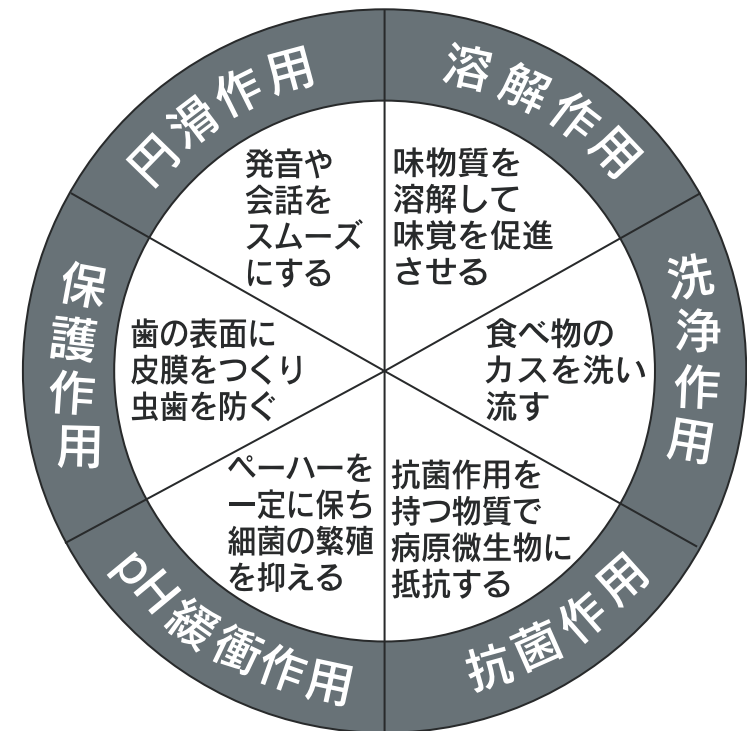 溶解作用
味物質を
溶解して
味覚を促進
させる
洗浄作用
食べ物の
カスを洗い
流す
抗菌作用
抗菌作用を
持つ物質で
病原微生物に
抵抗する
pH緩衝作用
ペーハーを
一定に保ち
細菌の繁殖
を抑える
保護作用
歯の表面に
皮膜をつくり
虫歯を防ぐ
円滑作用
発音や
会話を
スムーズ
にする